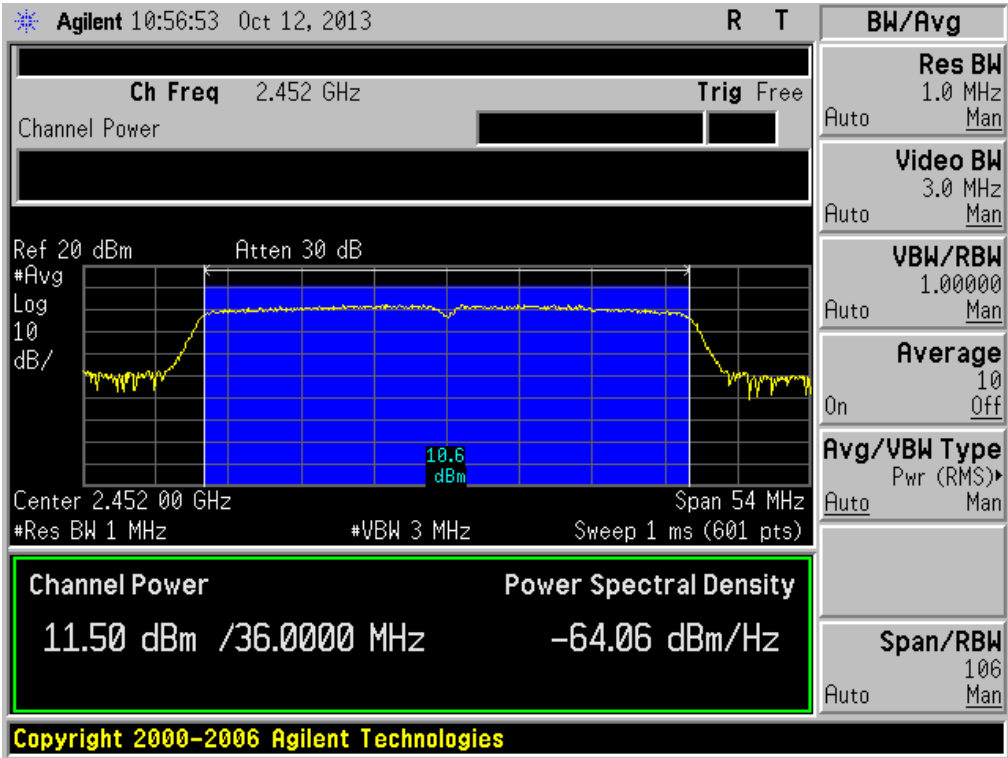 Agilent 10:56:53 Oct 12, 2013 R T
BW/Avg
Ch Freq 2.452 GHz Trig Free
Channel Power
Ref 20 dBm Atten 30 dB
#Avg
Log
10
dB/
10.6
dBm
Center 2.452 00 GHz Span 54 MHz
#Res BW 1 MHz #VBW 3 MHz Sweep 1 ms (601 pts)
Channel Power Power Spectral Density
11.50 dBm /36.0000 MHz -64.06 dBm/Hz
Res BW
1.0 MHz
Auto Man
Video BW
3.0 MHz
Auto Man
VBW/RBW
1.00000
Auto Man
Average
10
On Off
Avg/VBW Type
Pwr (RMS)▸
Auto Man
Span/RBW
106
Auto Man
Copyright 2000-2006 Agilent Technologies